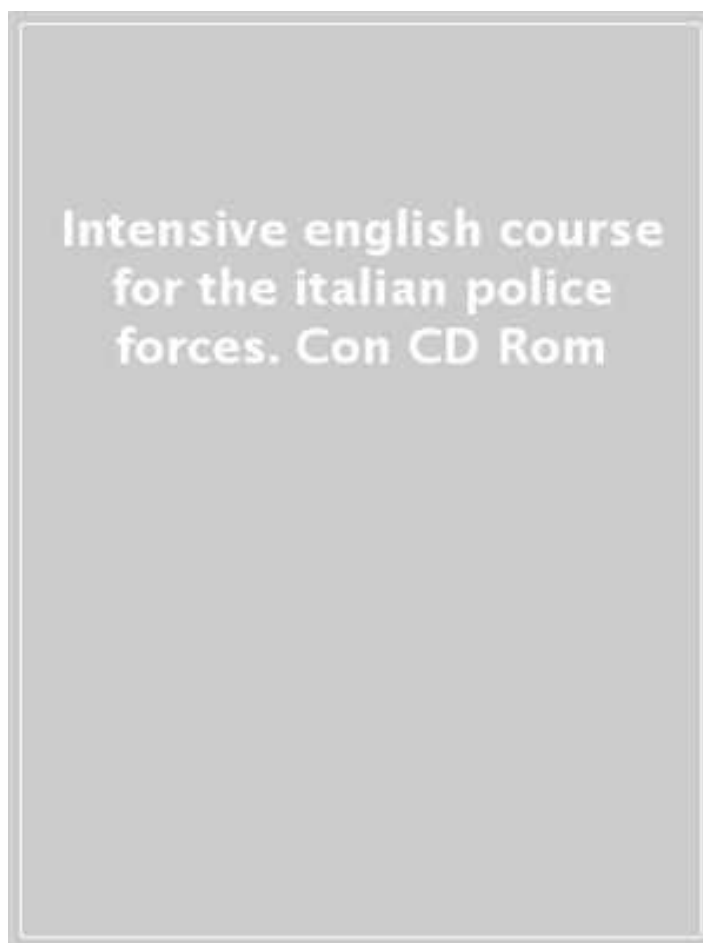 Intensive english course
for the italian police
forces. Con CD Rom